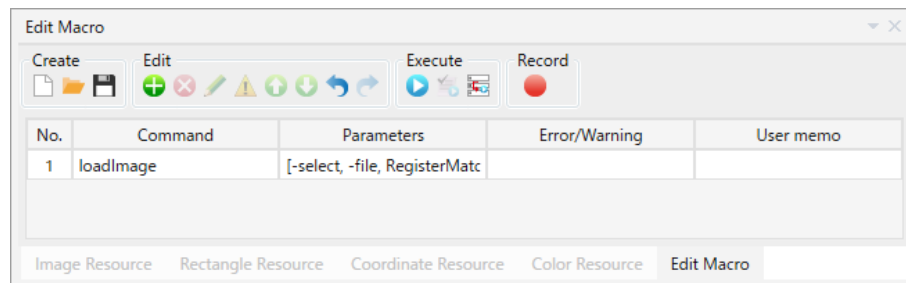 Edit Macro
Create Edit Execute Record
No. Command Parameters Error/Warning User memo
1 loadImage [-select, -file, RegisterMatc
Image Resource Rectangle Resource Coordinate Resource Color Resource Edit Macro